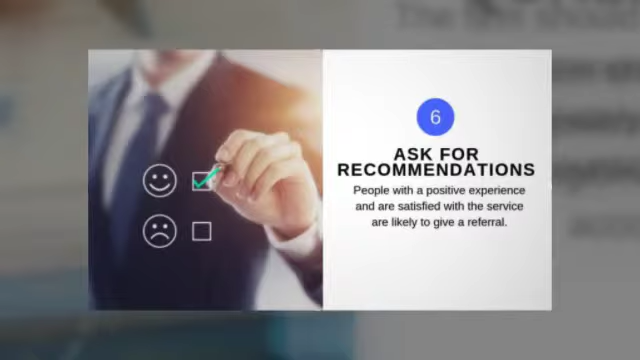 6
ASK FOR
RECOMMENDATIONS
People with a positive experience
and are satisfied with the service
are likely to give a referral.